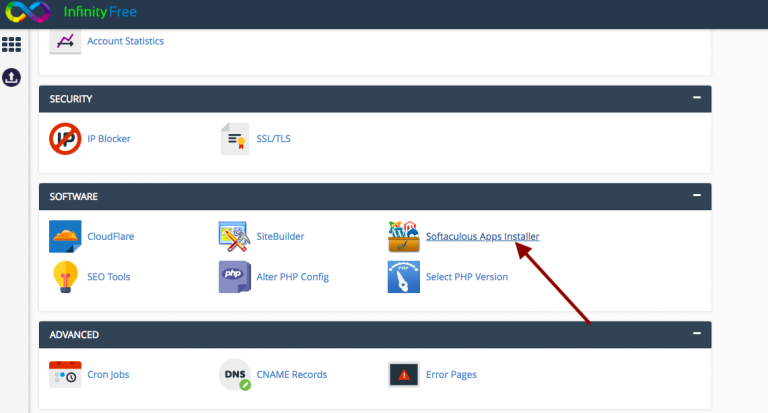 InfinityFree
Account Statistics
SECURITY
IP Blocker
SSL/TLS
SOFTWARE
CloudFlare
SiteBuilder
Softaculous Apps Installer
SEO Tools
php
Alter PHP Config
PHP
Select PHP Version
ADVANCED
Cron Jobs
DNS
CNAME Records
Error Pages